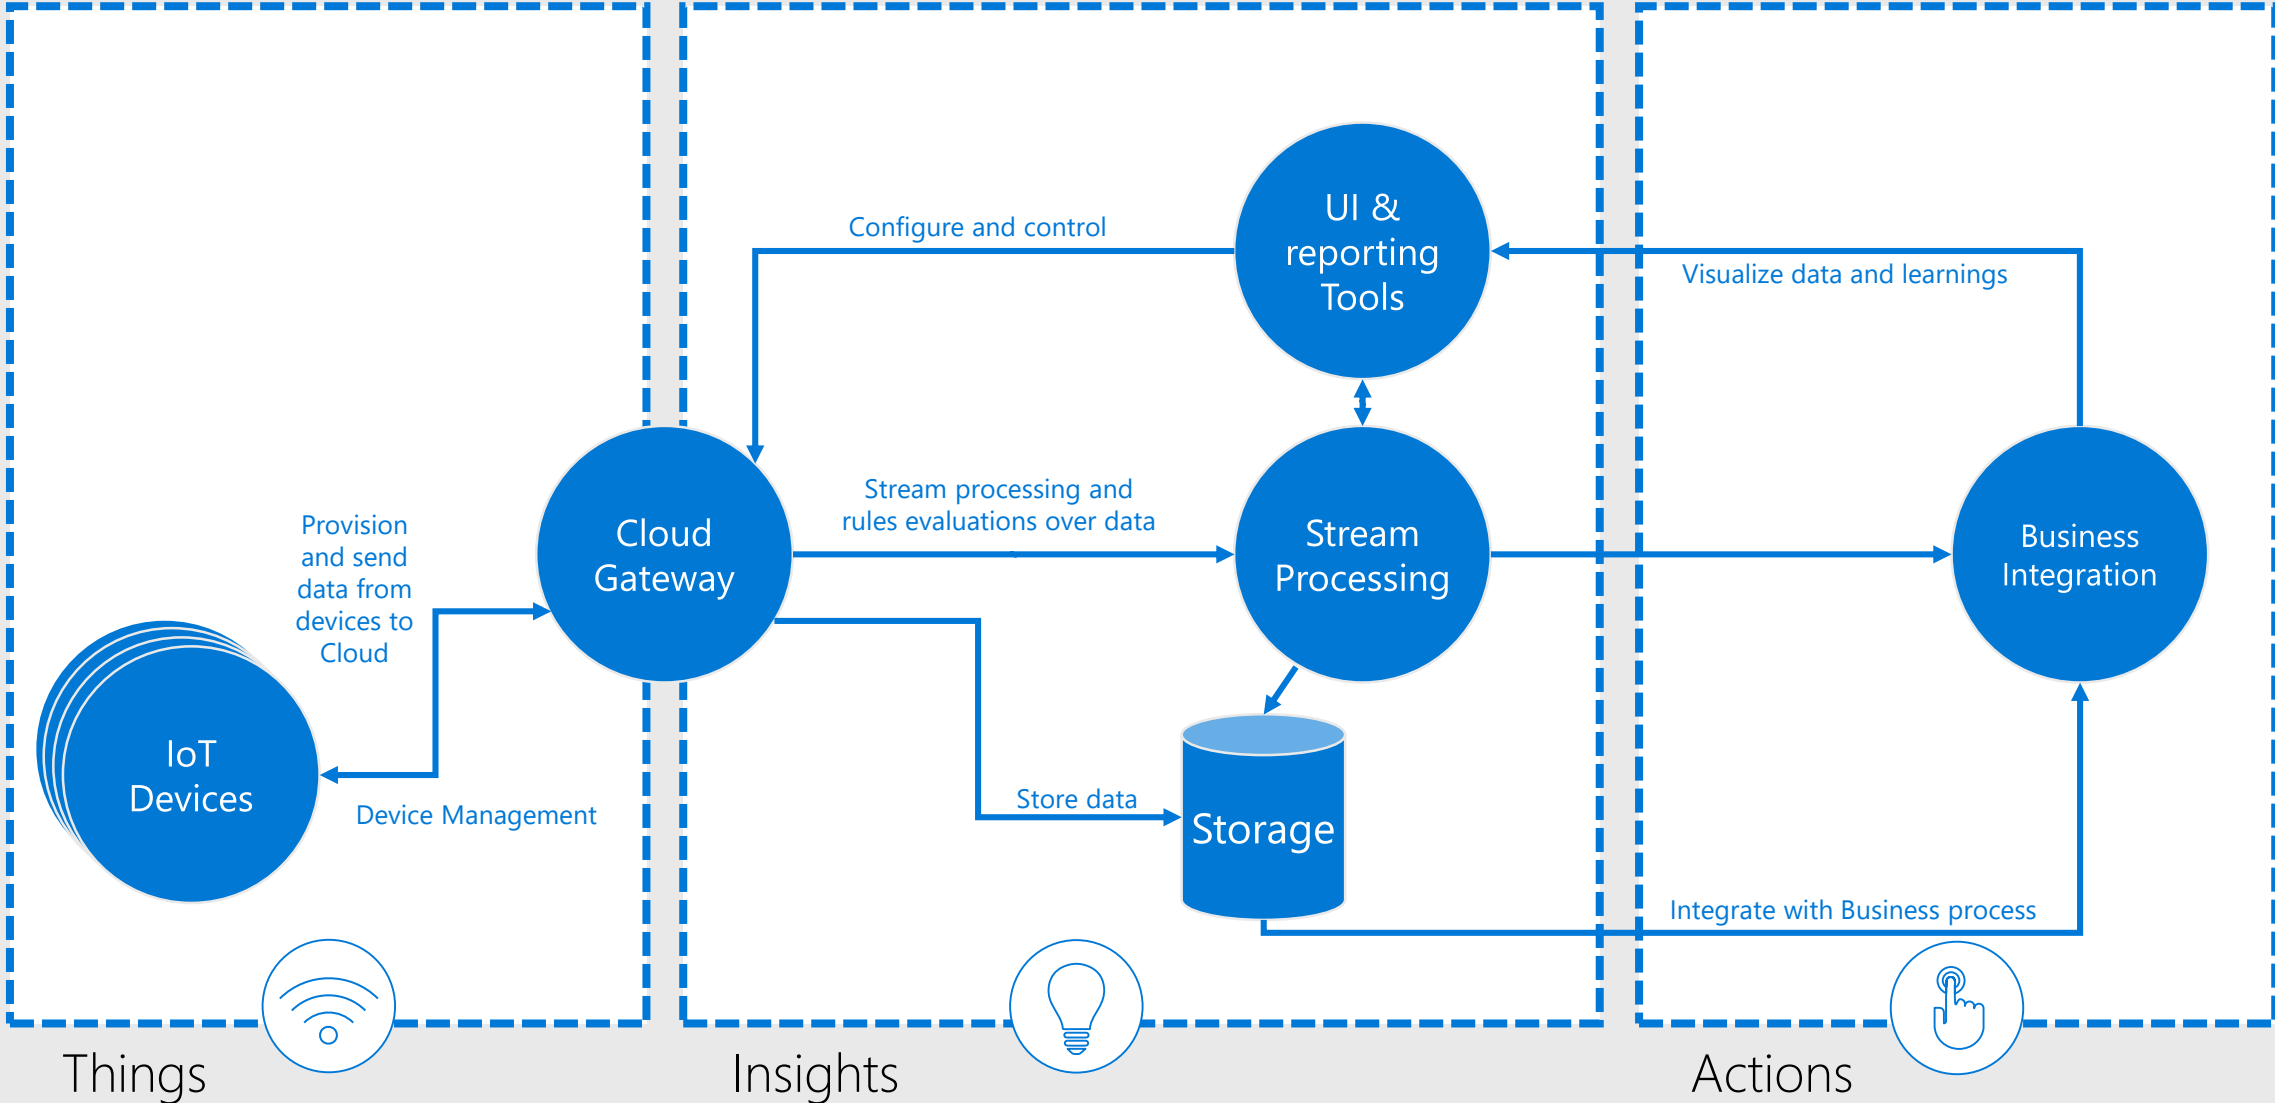 UI &
reporting
Tools
Configure and control
Visualize data and learnings
Stream processing and
rules evaluations over data
Provision
and send
data from
devices to
Cloud
Cloud
Gateway
Stream
Processing
Business
Integration
IoT
Devices
Device Management
Store data
Storage
Integrate with Business process
Things
Insights
Actions